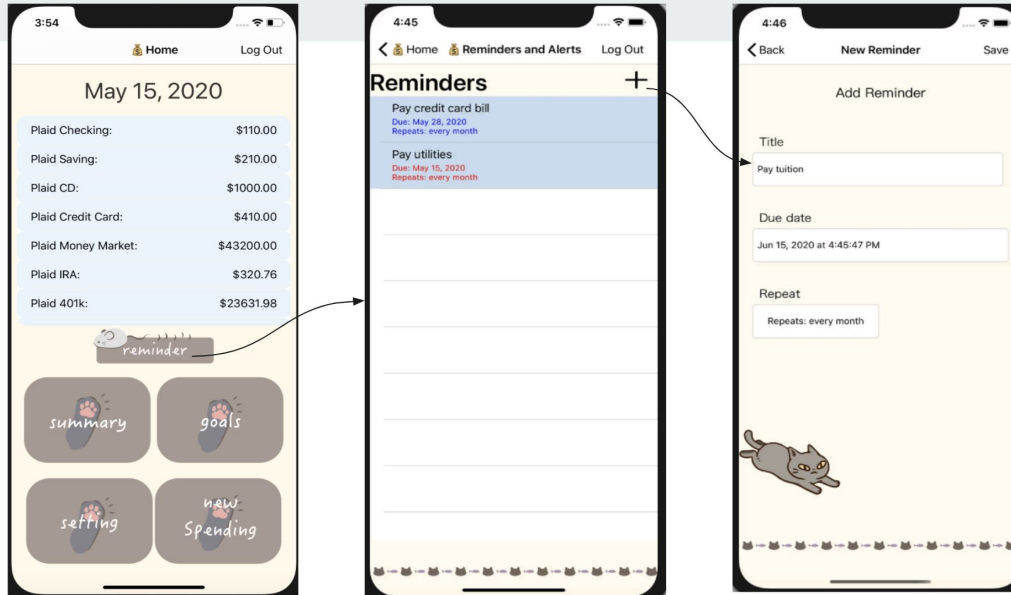 3:54
Home Log Out
May 15, 2020
Plaid Checking: $110.00
Plaid Saving: $210.00
Plaid CD: $1000.00
Plaid Credit Card: $410.00
Plaid Money Market: $43200.00
Plaid IRA: $320.76
Plaid 401k: $23631.98
reminder
summary
goals
setting
new
Spending
4:45
Home Reminders and Alerts Log Out
Reminders +
Pay credit card bill
Due: May 28, 2020
Repeats: every month
Pay utilities
Due: May 15, 2020
Repeats: every month
4:46
Back New Reminder Save
Add Reminder
Title
Pay tuition
Due date
Jun 15, 2020 at 4:45:47 PM
Repeat
Repeats: every month